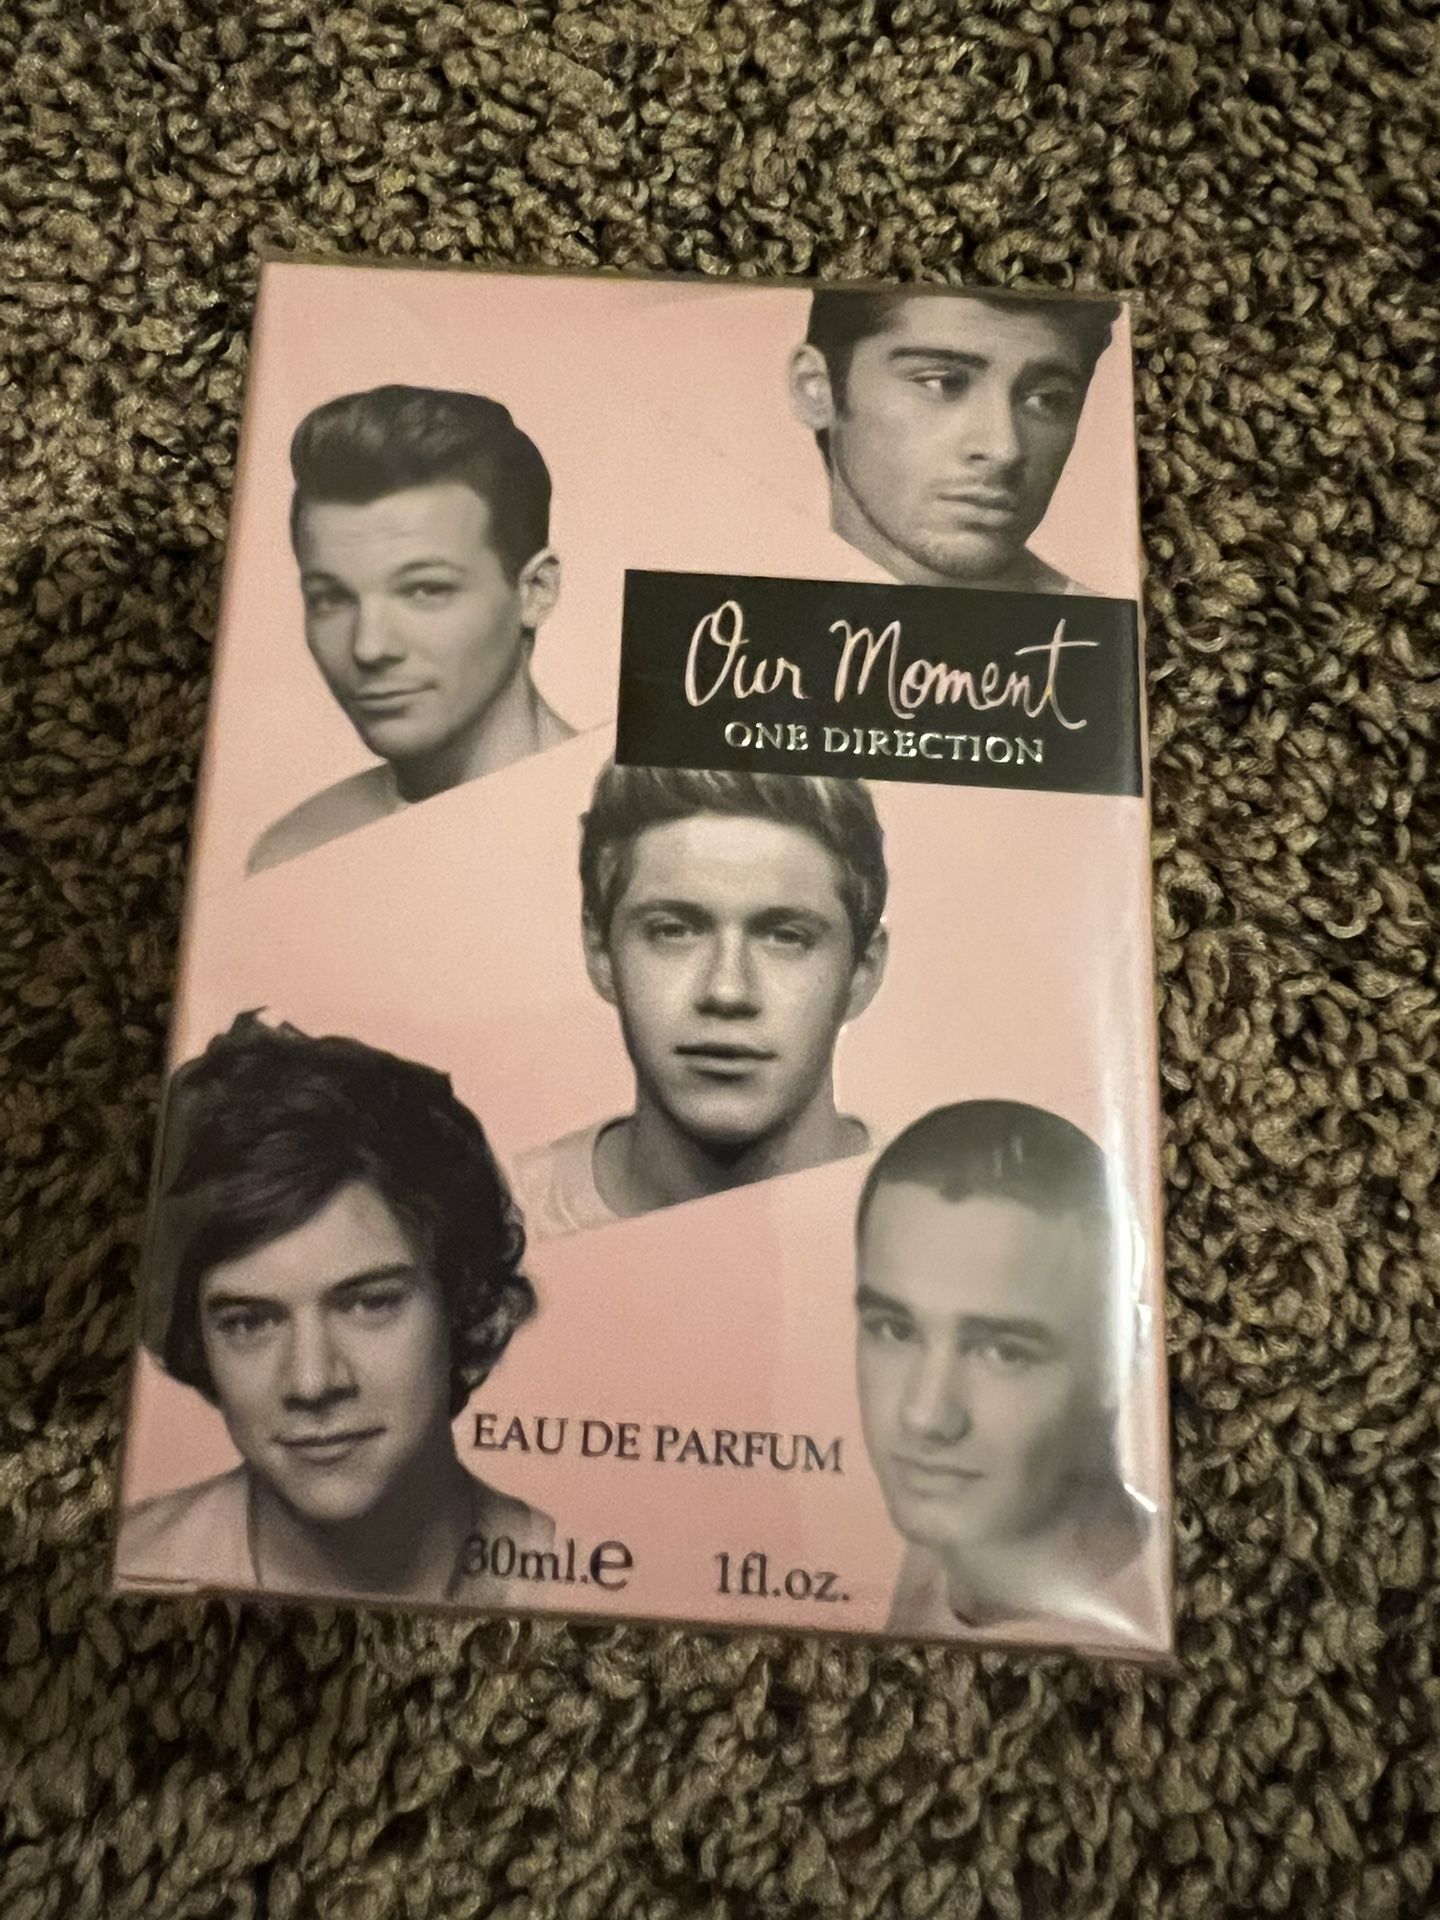 Our Moment
ONE DIRECTION
EAU DE PARFUM
30ml.e 1fl.oz.